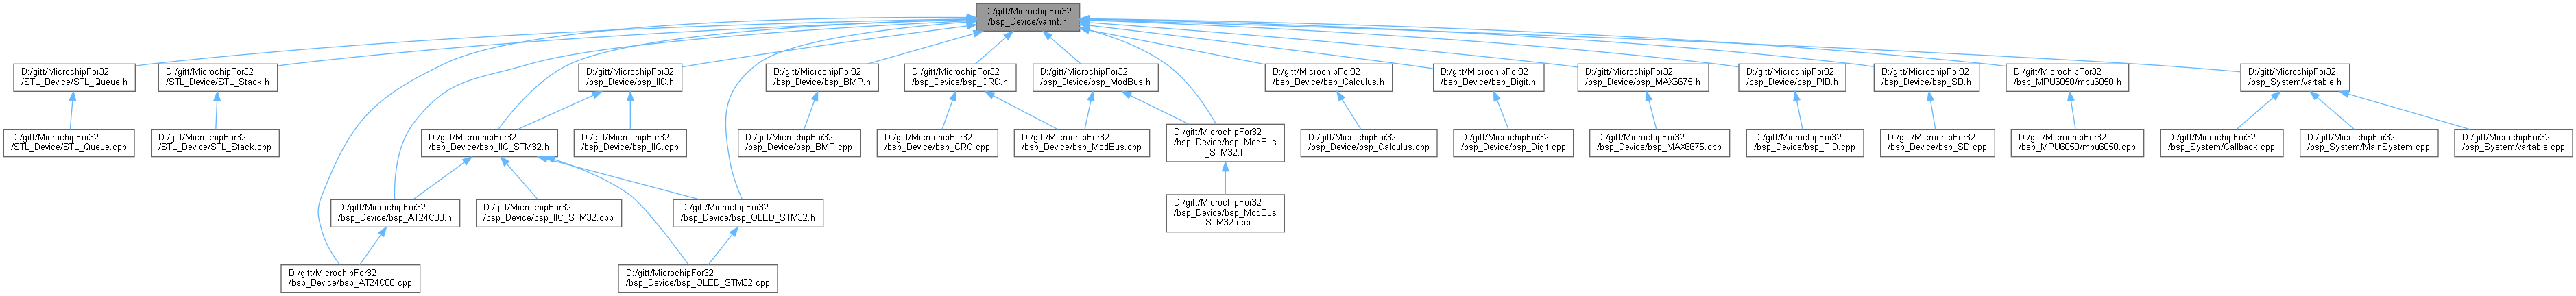 D:/gitt/MicrochipFor32
/bsp_Device/varint.h
D:/gitt/MicrochipFor32
/STL_Device/STL_Queue.h
D:/gitt/MicrochipFor32
/STL_Device/STL_Stack.h
D:/gitt/MicrochipFor32
/bsp_Device/bsp_IIC.h
D:/gitt/MicrochipFor32
/bsp_Device/bsp_BMP.h
D:/gitt/MicrochipFor32
/bsp_Device/bsp_CRC.h
D:/gitt/MicrochipFor32
/bsp_Device/bsp_ModBus.h
D:/gitt/MicrochipFor32
/bsp_Device/bsp_Calculus.h
D:/gitt/MicrochipFor32
/bsp_Device/bsp_Digit.h
D:/gitt/MicrochipFor32
/bsp_Device/bsp_MAX6675.h
D:/gitt/MicrochipFor32
/bsp_Device/bsp_PID.h
D:/gitt/MicrochipFor32
/bsp_Device/bsp_SD.h
D:/gitt/MicrochipFor32
/bsp_MPU6050/mpu6050.h
D:/gitt/MicrochipFor32
/bsp_System/vartable.h
D:/gitt/MicrochipFor32
/STL_Device/STL_Queue.cpp
D:/gitt/MicrochipFor32
/STL_Device/STL_Stack.cpp
D:/gitt/MicrochipFor32
/bsp_Device/bsp_IIC_STM32.h
D:/gitt/MicrochipFor32
/bsp_Device/bsp_IIC.cpp
D:/gitt/MicrochipFor32
/bsp_Device/bsp_BMP.cpp
D:/gitt/MicrochipFor32
/bsp_Device/bsp_CRC.cpp
D:/gitt/MicrochipFor32
/bsp_Device/bsp_ModBus.cpp
D:/gitt/MicrochipFor32
/bsp_Device/bsp_ModBus
_STM32.h
D:/gitt/MicrochipFor32
/bsp_Device/bsp_Calculus.cpp
D:/gitt/MicrochipFor32
/bsp_Device/bsp_Digit.cpp
D:/gitt/MicrochipFor32
/bsp_Device/bsp_MAX6675.cpp
D:/gitt/MicrochipFor32
/bsp_Device/bsp_PID.cpp
D:/gitt/MicrochipFor32
/bsp_Device/bsp_SD.cpp
D:/gitt/MicrochipFor32
/bsp_MPU6050/mpu6050.cpp
D:/gitt/MicrochipFor32
/bsp_System/Callback.cpp
D:/gitt/MicrochipFor32
/bsp_System/MainSystem.cpp
D:/gitt/MicrochipFor32
/bsp_System/vartable.cpp
D:/gitt/MicrochipFor32
/bsp_Device/bsp_AT24C00.h
D:/gitt/MicrochipFor32
/bsp_Device/bsp_IIC_STM32.cpp
D:/gitt/MicrochipFor32
/bsp_Device/bsp_OLED_STM32.h
D:/gitt/MicrochipFor32
/bsp_Device/bsp_ModBus
_STM32.cpp
D:/gitt/MicrochipFor32
/bsp_Device/bsp_AT24C00.cpp
D:/gitt/MicrochipFor32
/bsp_Device/bsp_OLED_STM32.cpp